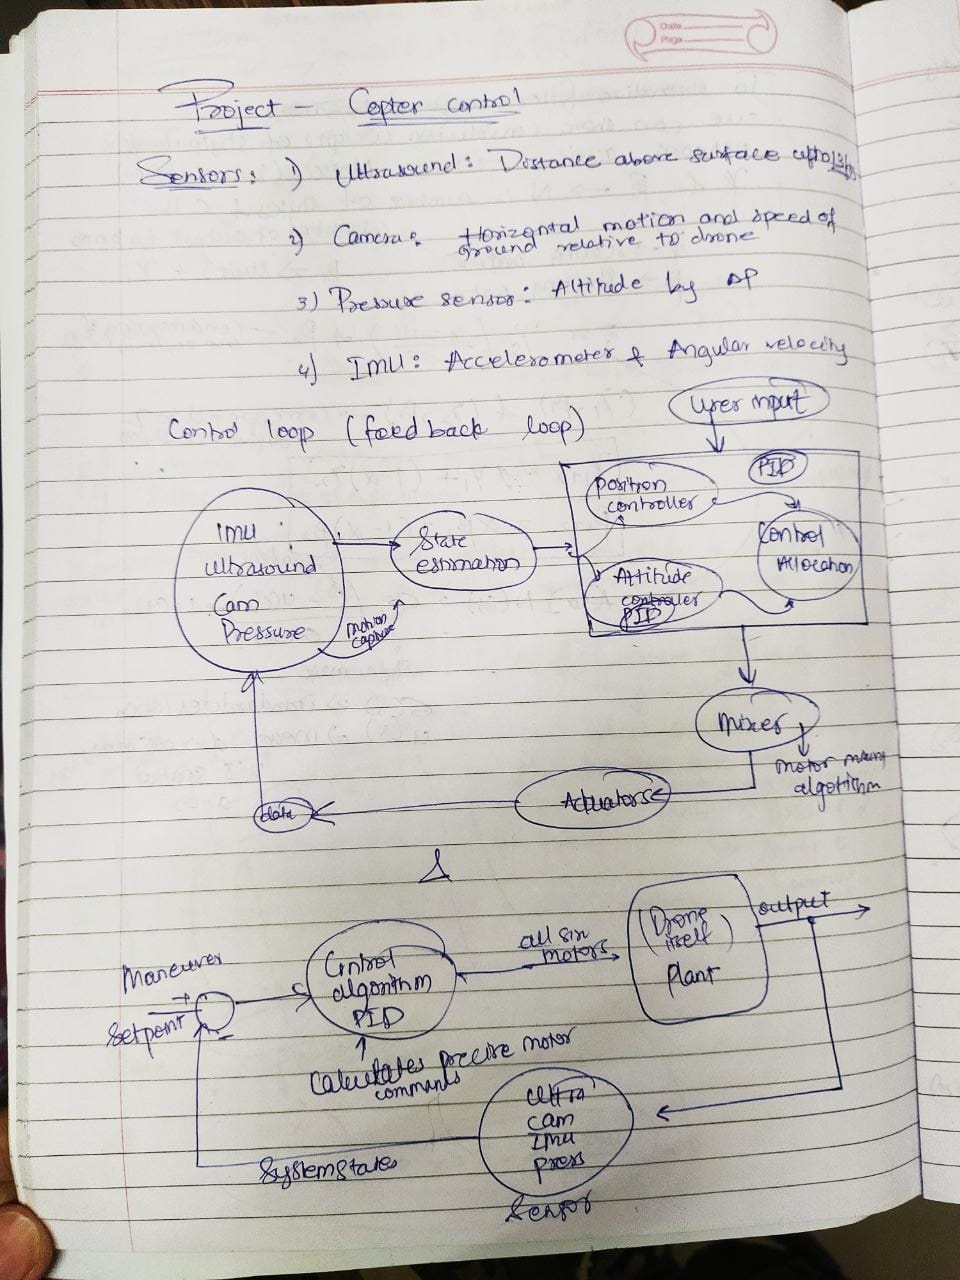 Date
Page
Project - Copter control
Sensors: 1) Ultrasound: Distance above surface upto
2) Camera: Horizontal motion and speed of
ground relative to drone
3) Pressure sensor: Altitude by ΔP
4) IMU: Accelerometer & Angular velocity
Control loop (feedback loop)
User input
PID
Position
controller
Control
Allocation
Attitude
controller
PID
IMU
Ultrasound
Cam
Pressure
State
estimation
motion
capture
Mixer
motor mixing
algorithm
Actuators
data
Maneuver
Setpoint
Control
algorithm
PID
Calculates precise motor
commands
all six
motors
(Drone
itself)
Plant
output
Ultra
cam
IMU
press
Sensor
System States